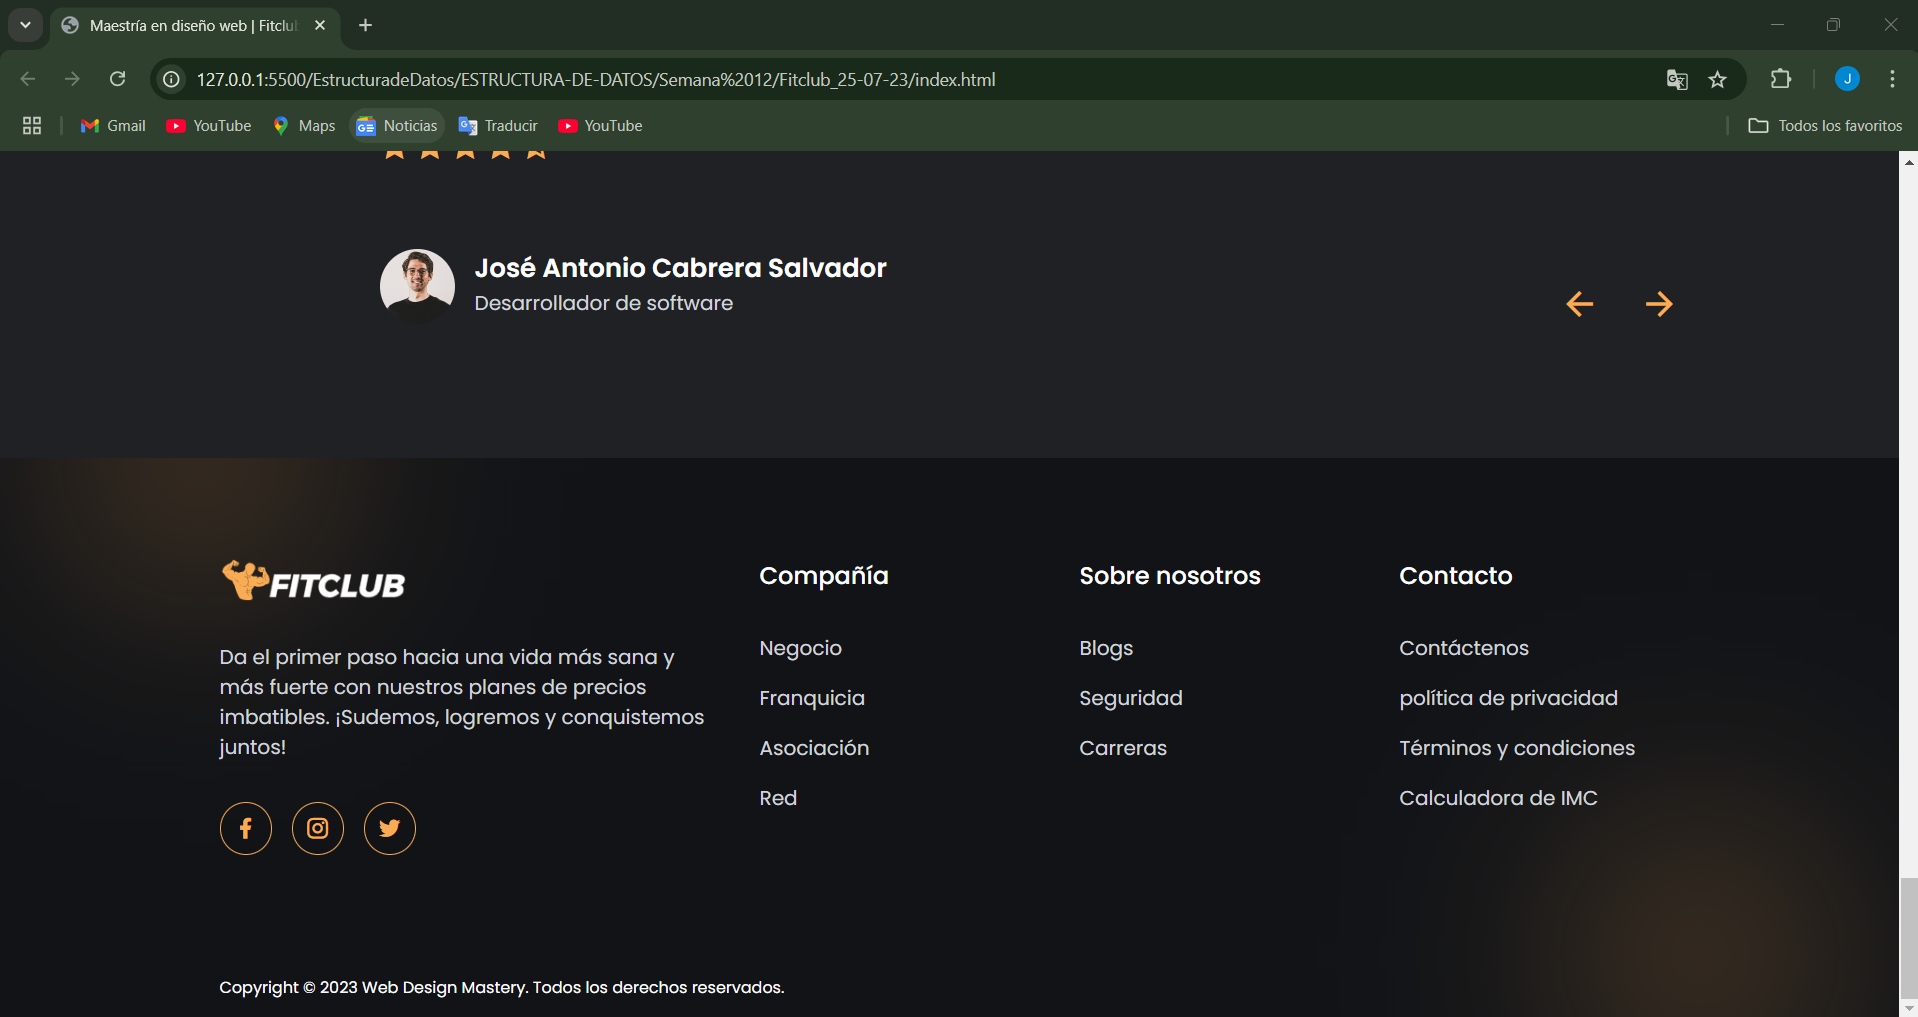 Maestría en diseño web | Fitclub
127.0.0.1:5500/EstructuradeDatos/ESTRUCTURA-DE-DATOS/Semana%2012/Fitclub_25-07-23/index.html
J
Gmail
YouTube
Maps
Noticias
Traducir
YouTube
Todos los favoritos
José Antonio Cabrera Salvador
Desarrollador de software
FITCLUB
Da el primer paso hacia una vida más sana y
más fuerte con nuestros planes de precios
imbatibles. ¡Sudemos, logremos y conquistemos
juntos!
Compañía
Negocio
Franquicia
Asociación
Red
Sobre nosotros
Blogs
Seguridad
Carreras
Contacto
Contáctenos
política de privacidad
Términos y condiciones
Calculadora de IMC
Copyright © 2023 Web Design Mastery. Todos los derechos reservados.